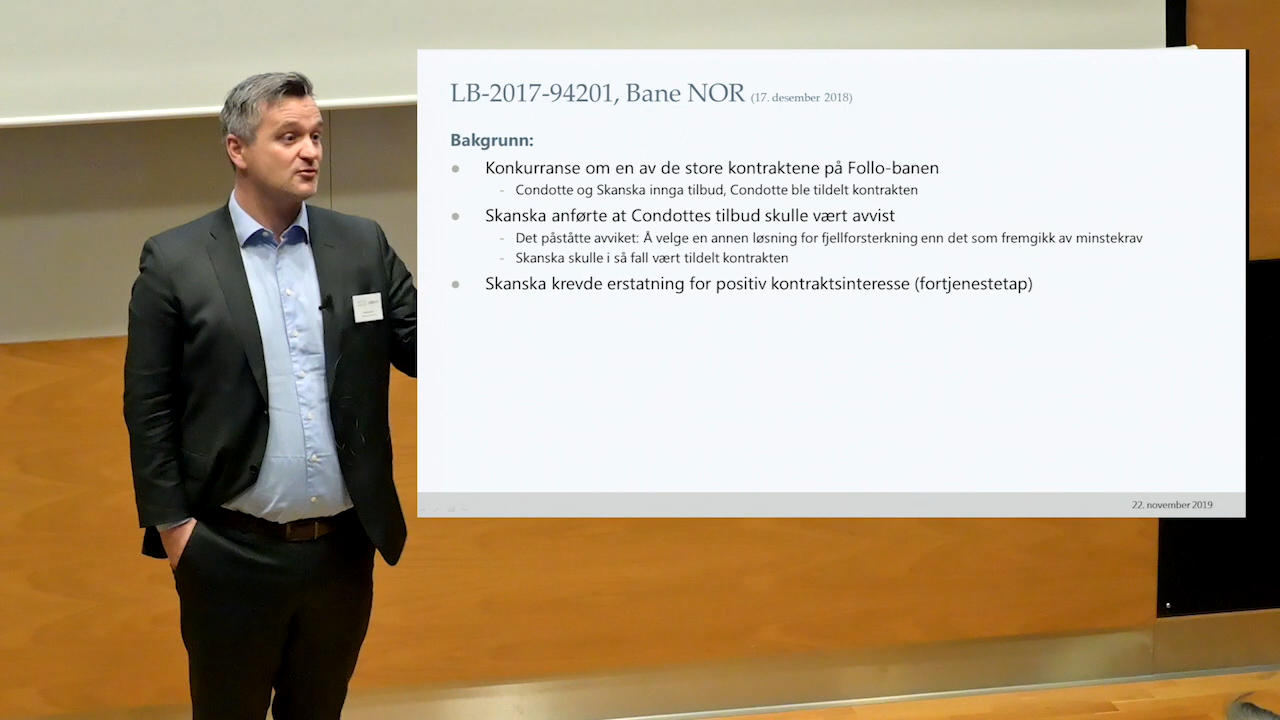 LB-2017-94201, Bane NOR (17. desember 2018)
Bakgrunn:
● Konkurranse om en av de store kontraktene på Follo-banen
- Condotte og Skanska innga tilbud, Condotte ble tildelt kontrakten
● Skanska anførte at Condottes tilbud skulle vært avvist
- Det påståtte avviket: Å velge en annen løsning for fjellforsterkning enn det som fremgikk av minstekrav
- Skanska skulle i så fall vært tildelt kontrakten
● Skanska krevde erstatning for positiv kontraktsinteresse (fortjenestetap)
22. november 2019